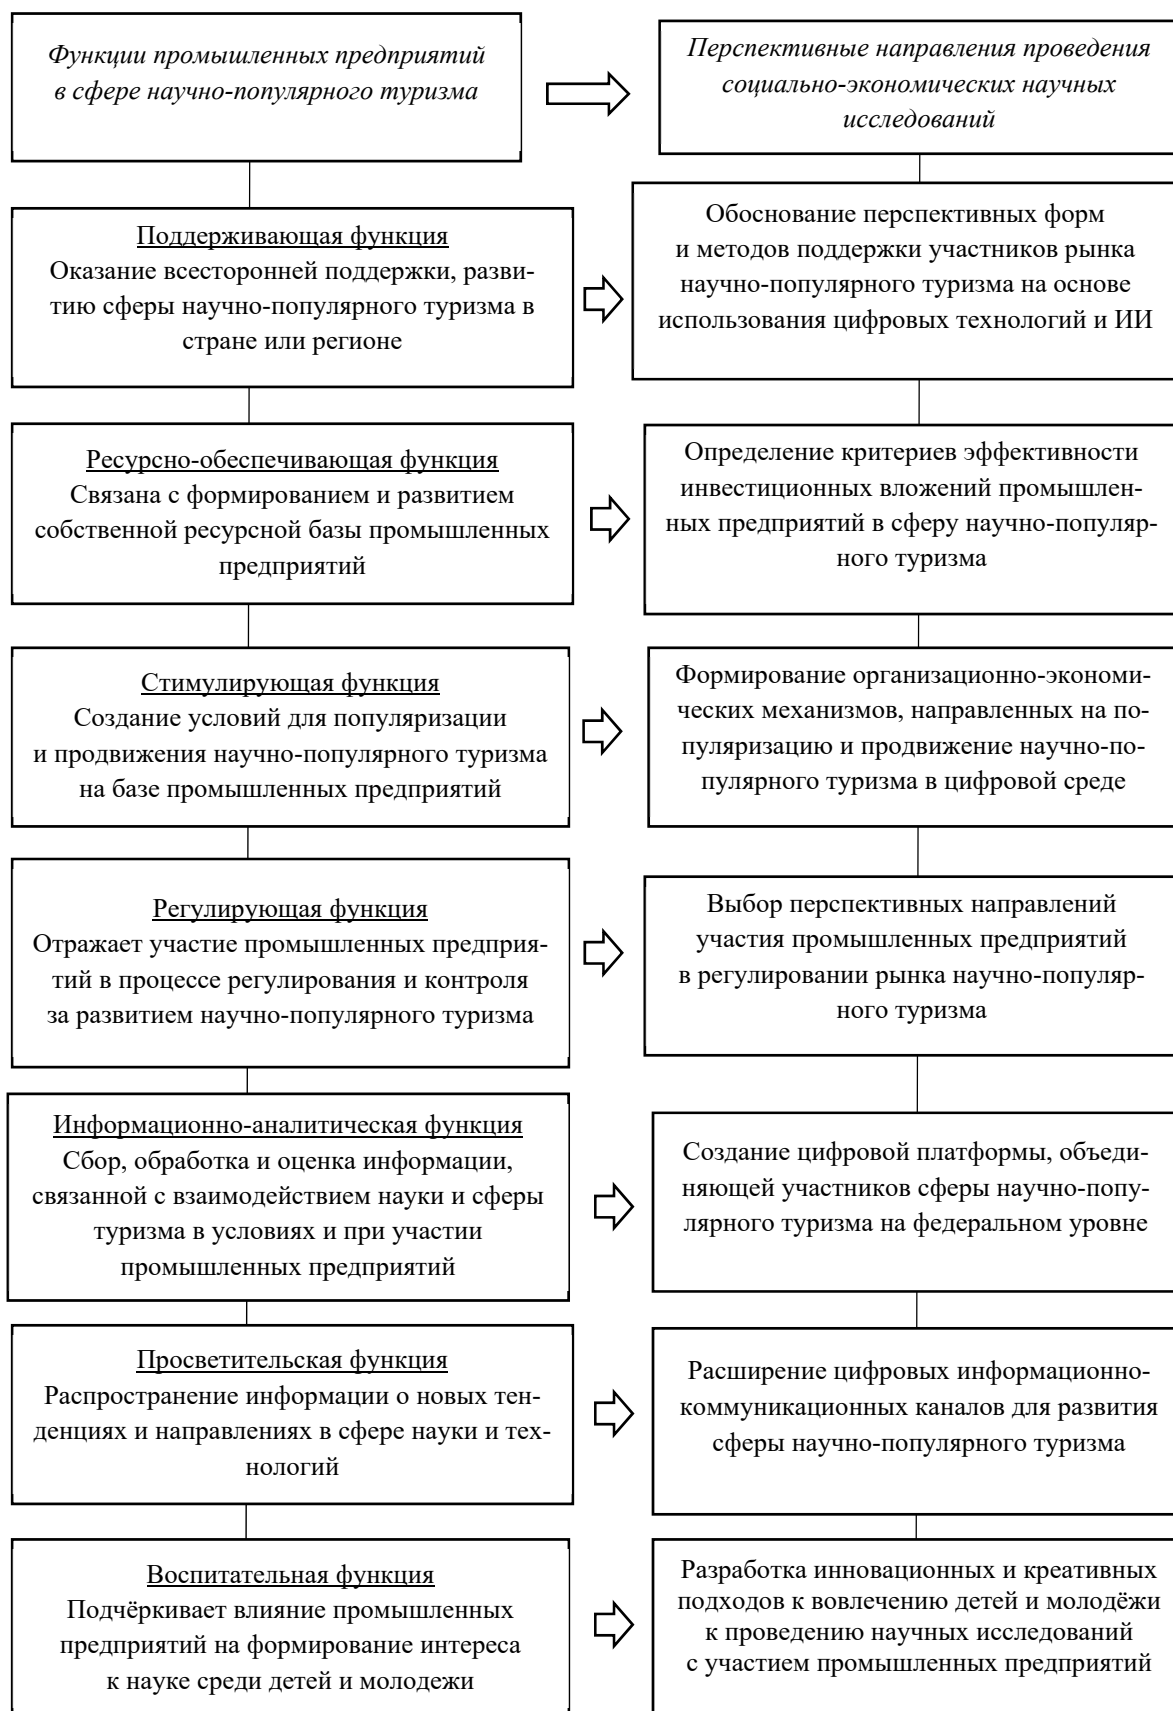 Функции промышленных предприятий
в сфере научно-популярного туризма
Перспективные направления проведения
социально-экономических научных
исследований
Поддерживающая функция
Оказание всесторонней поддержки, разви-
тию сферы научно-популярного туризма в
стране или регионе
Обоснование перспективных форм
и методов поддержки участников рынка
научно-популярного туризма на основе
использования цифровых технологий и ИИ
Ресурсно-обеспечивающая функция
Связана с формированием и развитием
собственной ресурсной базы промышленных
предприятий
Определение критериев эффективности
инвестиционных вложений промышлен-
ных предприятий в сферу научно-популяр-
ного туризма
Стимулирующая функция
Создание условий для популяризации
и продвижения научно-популярного туризма
на базе промышленных предприятий
Формирование организационно-экономи-
ческих механизмов, направленных на по-
пуляризацию и продвижение научно-по-
пулярного туризма в цифровой среде
Регулирующая функция
Отражает участие промышленных предприя-
тий в процессе регулирования и контроля
за развитием научно-популярного туризма
Выбор перспективных направлений
участия промышленных предприятий
в регулировании рынка научно-популяр-
ного туризма
Информационно-аналитическая функция
Сбор, обработка и оценка информации,
связанной с взаимодействием науки и сферы
туризма в условиях и при участии
промышленных предприятий
Создание цифровой платформы, объеди-
няющей участников сферы научно-попу-
лярного туризма на федеральном уровне
Просветительская функция
Распространение информации о новых тен-
денциях и направлениях в сфере науки и тех-
нологий
Расширение цифровых информационно-
коммуникационных каналов для развития
сферы научно-популярного туризма
Воспитательная функция
Подчёркивает влияние промышленных
предприятий на формирование интереса
к науке среди детей и молодежи
Разработка инновационных и креативных
подходов к вовлечению детей и молодёжи
к проведению научных исследований
с участием промышленных предприятий